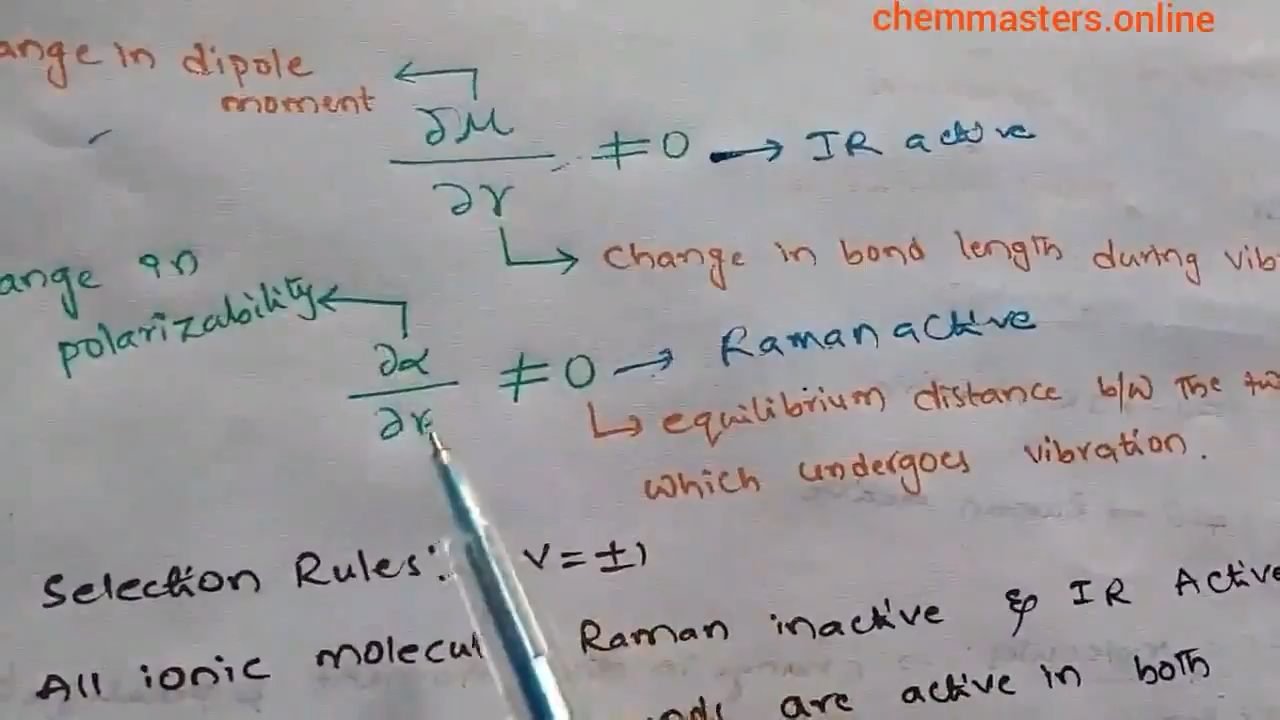 chemmasters.online
ange in dipole
moment
∂μ
∂r
≠0 → IR active
change in bond length during vib
ange in
polarizability
∂α
∂r
≠0 → Raman active
equilibrium distance b/w the
which undergoes vibration.
Selection Rules: v=±1
All ionic molecul Raman inactive & IR Active
are active in both